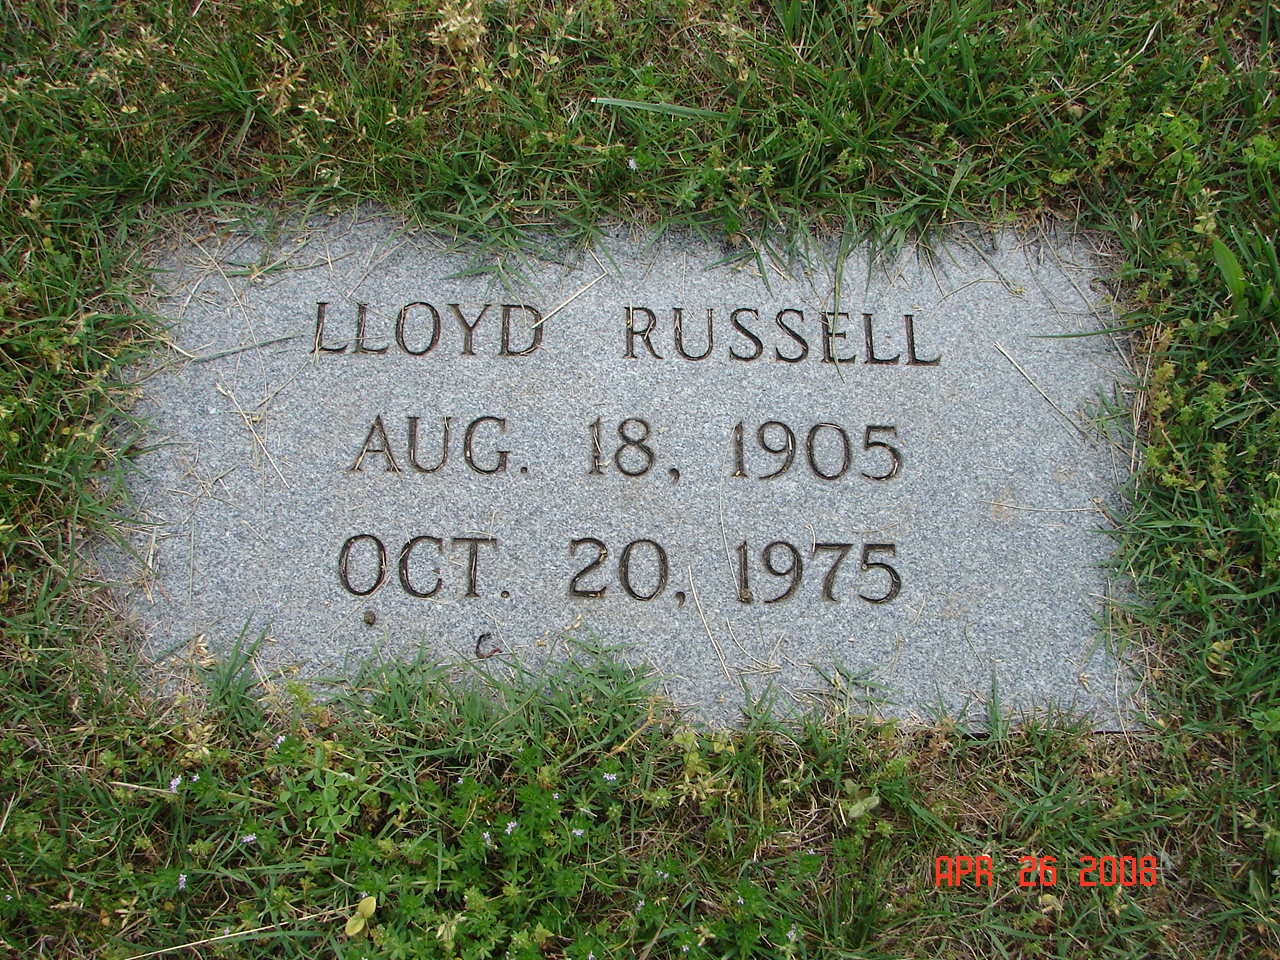 LLOYD RUSSELL
AUG. 18, 1905
OCT. 20, 1975
APR 26 2008